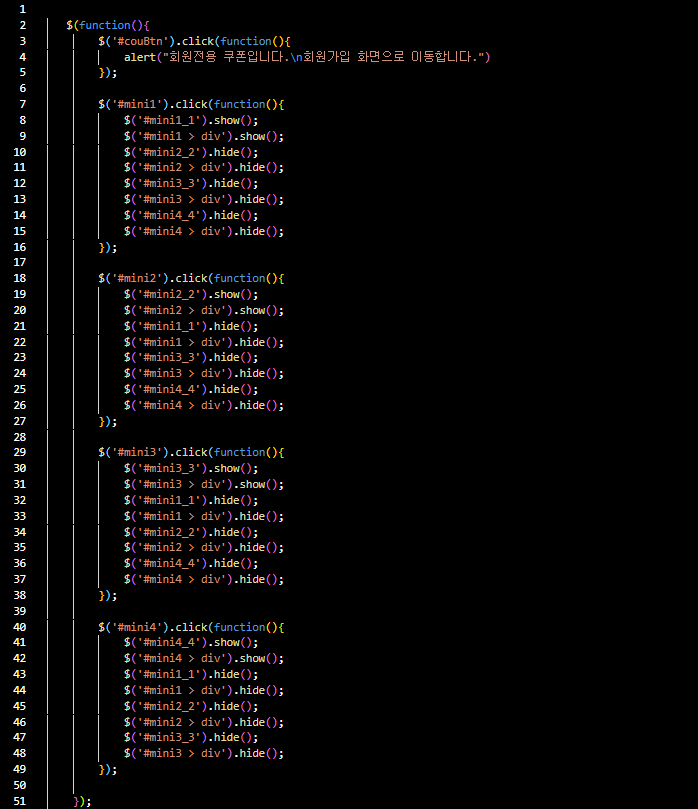 1
2 $(function(){
3 $('#couBtn').click(function(){
4 alert("회원전용 쿠폰입니다.\n회원가입 화면으로 이동합니다.")
5 });
6
7 $('#mini1').click(function(){
8 $('#mini1_1').show();
9 $('#mini1 > div').show();
10 $('#mini2_2').hide();
11 $('#mini2 > div').hide();
12 $('#mini3_3').hide();
13 $('#mini3 > div').hide();
14 $('#mini4_4').hide();
15 $('#mini4 > div').hide();
16 });
17
18 $('#mini2').click(function(){
19 $('#mini2_2').show();
20 $('#mini2 > div').show();
21 $('#mini1_1').hide();
22 $('#mini1 > div').hide();
23 $('#mini3_3').hide();
24 $('#mini3 > div').hide();
25 $('#mini4_4').hide();
26 $('#mini4 > div').hide();
27 });
28
29 $('#mini3').click(function(){
30 $('#mini3_3').show();
31 $('#mini3 > div').show();
32 $('#mini1_1').hide();
33 $('#mini1 > div').hide();
34 $('#mini2_2').hide();
35 $('#mini2 > div').hide();
36 $('#mini4_4').hide();
37 $('#mini4 > div').hide();
38 });
39
40 $('#mini4').click(function(){
41 $('#mini4_4').show();
42 $('#mini4 > div').show();
43 $('#mini1_1').hide();
44 $('#mini1 > div').hide();
45 $('#mini2_2').hide();
46 $('#mini2 > div').hide();
47 $('#mini3_3').hide();
48 $('#mini3 > div').hide();
49 });
50
51 });